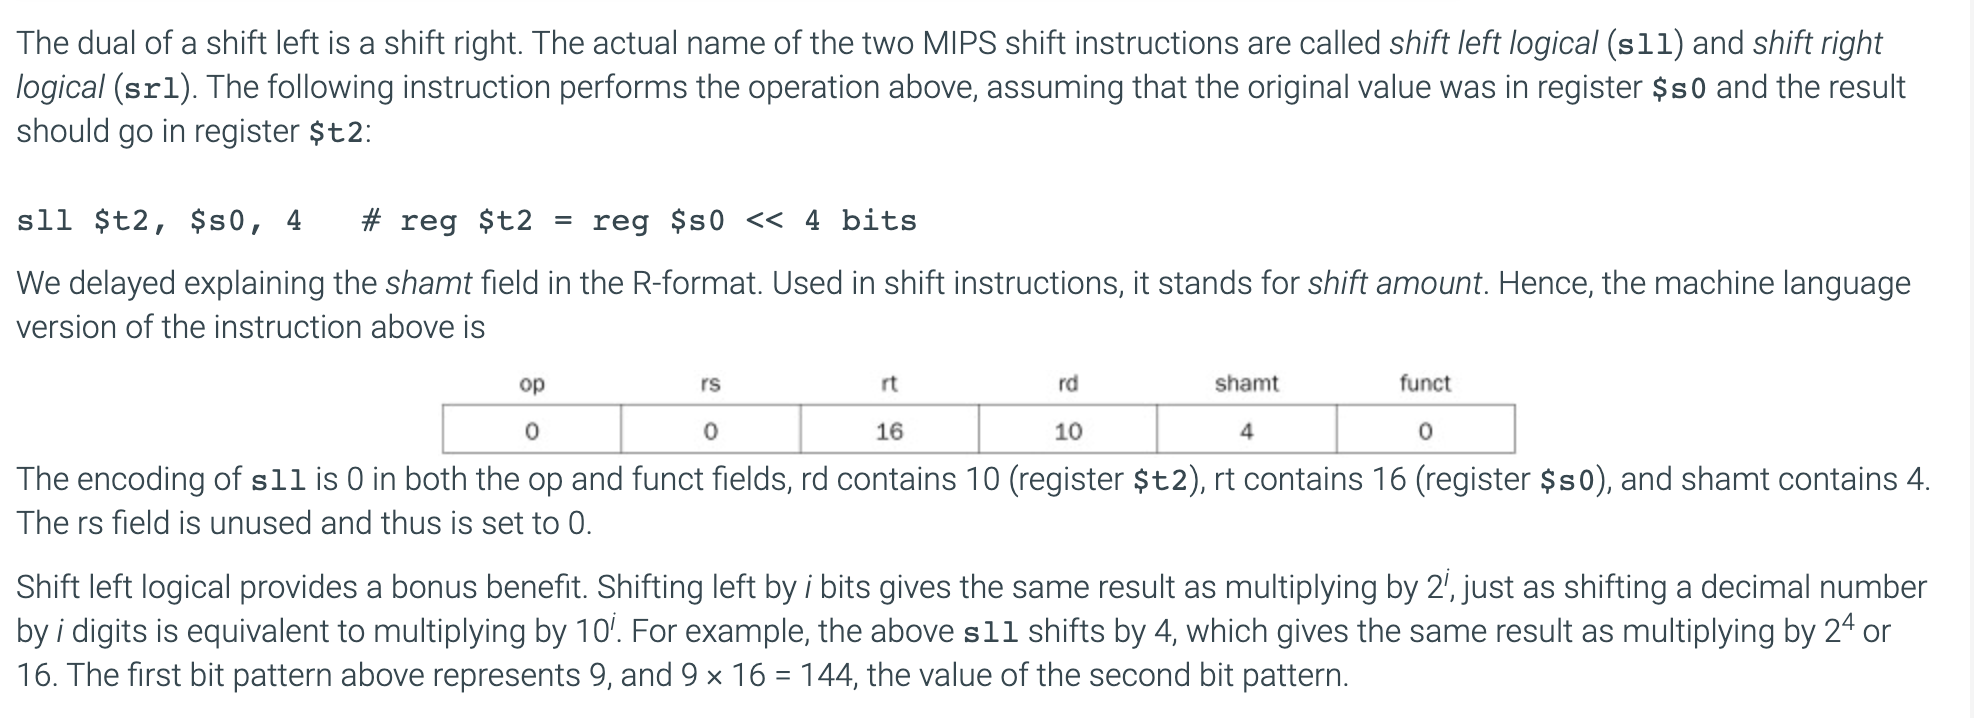 The dual of a shift left is a shift right. The actual name of the two MIPS shift instructions are called shift left logical (sll) and shift right
logical (srl). The following instruction performs the operation above, assuming that the original value was in register $s0 and the result
should go in register $t2:
sll $t2, $s0, 4   # reg $t2 = reg $s0 << 4 bits
We delayed explaining the shamt field in the R-format. Used in shift instructions, it stands for shift amount. Hence, the machine language
version of the instruction above is
op rs rt rd shamt funct
0 0 16 10 4 0
The encoding of sll is 0 in both the op and funct fields, rd contains 10 (register $t2), rt contains 16 (register $s0), and shamt contains 4.
The rs field is unused and thus is set to 0.
Shift left logical provides a bonus benefit. Shifting left by i bits gives the same result as multiplying by 2ⁱ, just as shifting a decimal number
by i digits is equivalent to multiplying by 10ⁱ. For example, the above sll shifts by 4, which gives the same result as multiplying by 2⁴ or
16. The first bit pattern above represents 9, and 9 × 16 = 144, the value of the second bit pattern.